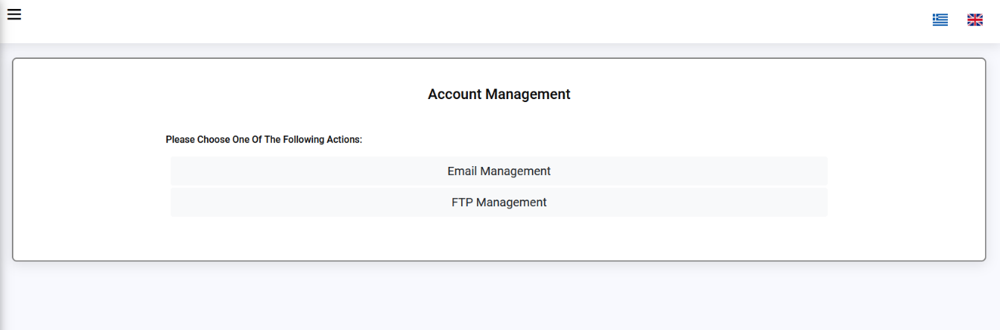 Account Management
Please Choose One Of The Following Actions:
Email Management
FTP Management